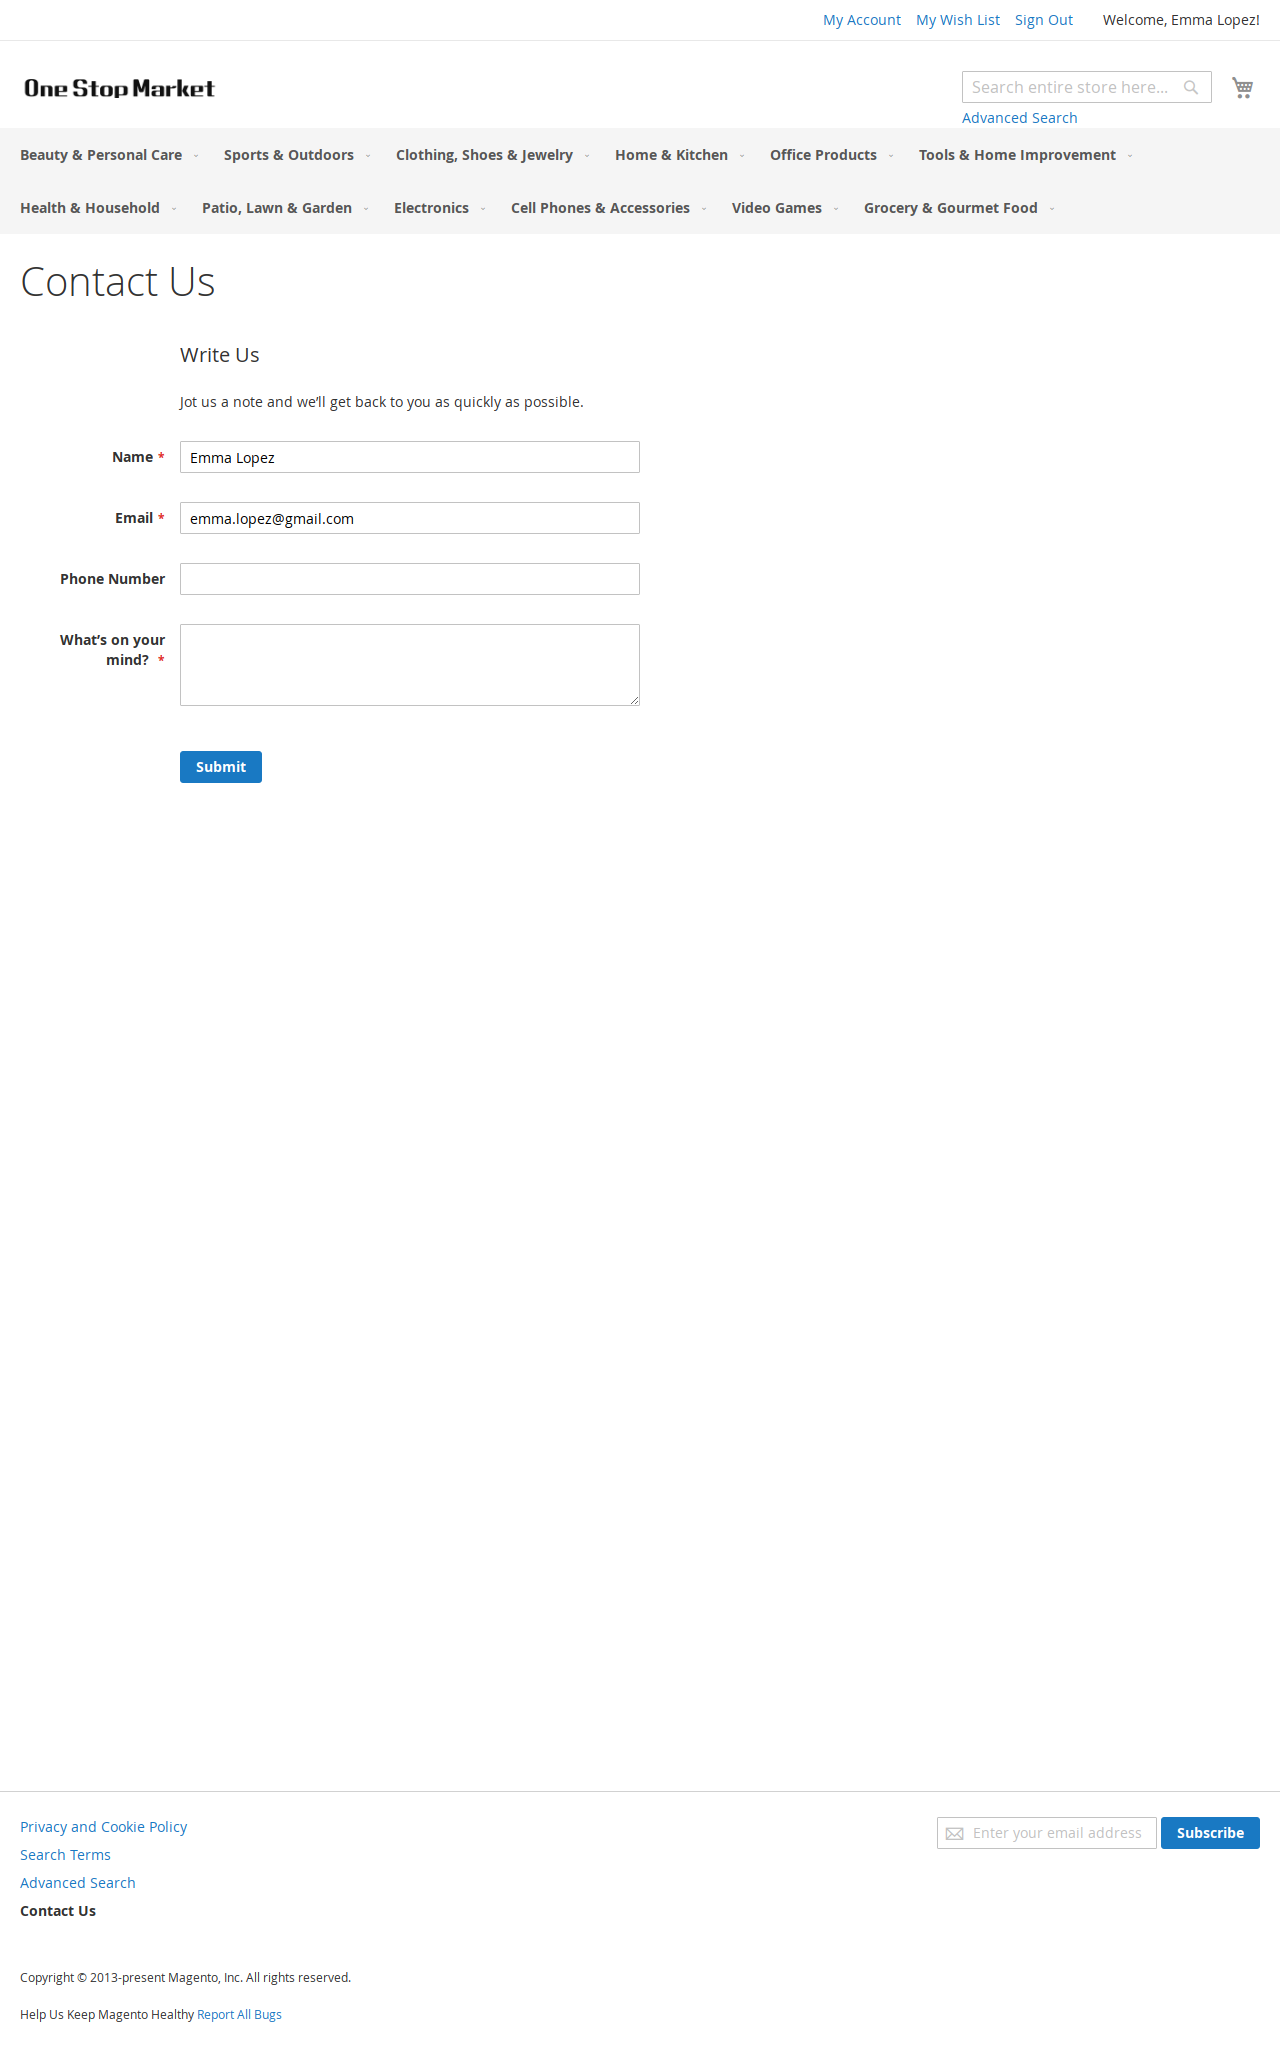 My Account My Wish List Sign Out Welcome, Emma Lopez!
One Stop Market
Search entire store here...
Advanced Search
Beauty & Personal Care Sports & Outdoors Clothing, Shoes & Jewelry Home & Kitchen Office Products Tools & Home Improvement
Health & Household Patio, Lawn & Garden Electronics Cell Phones & Accessories Video Games Grocery & Gourmet Food
Contact Us
Write Us
Jot us a note and we’ll get back to you as quickly as possible.
Name * Emma Lopez
Email * emma.lopez@gmail.com
Phone Number
What’s on your
mind? *
Submit
Privacy and Cookie Policy
Search Terms
Advanced Search
Contact Us
Enter your email address Subscribe
Copyright © 2013-present Magento, Inc. All rights reserved.
Help Us Keep Magento Healthy Report All Bugs